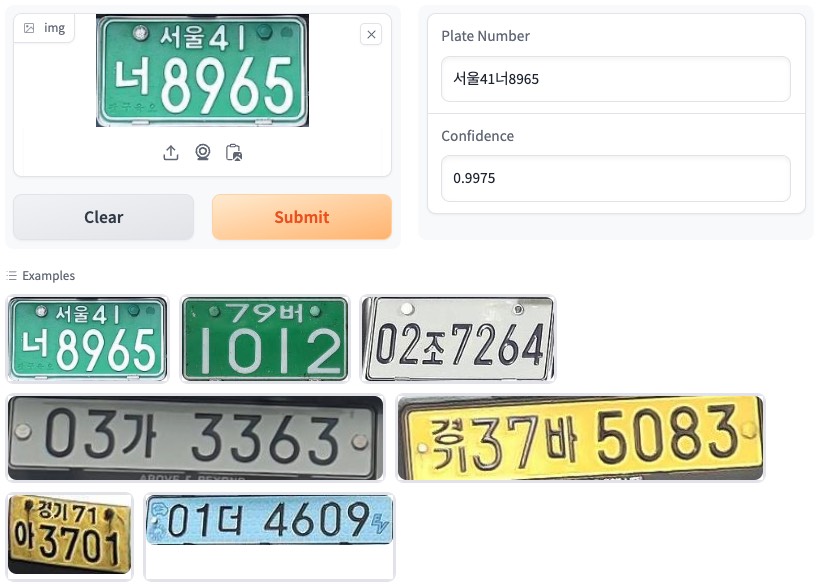 img
서울41
너8965
Plate Number
서울41너8965
Confidence
0.9975
Clear
Submit
Examples
서울41
너8965
79버
1012
02조7264
03가 3363
경기37바 5083
경기71
아3701
01더 4609
EV